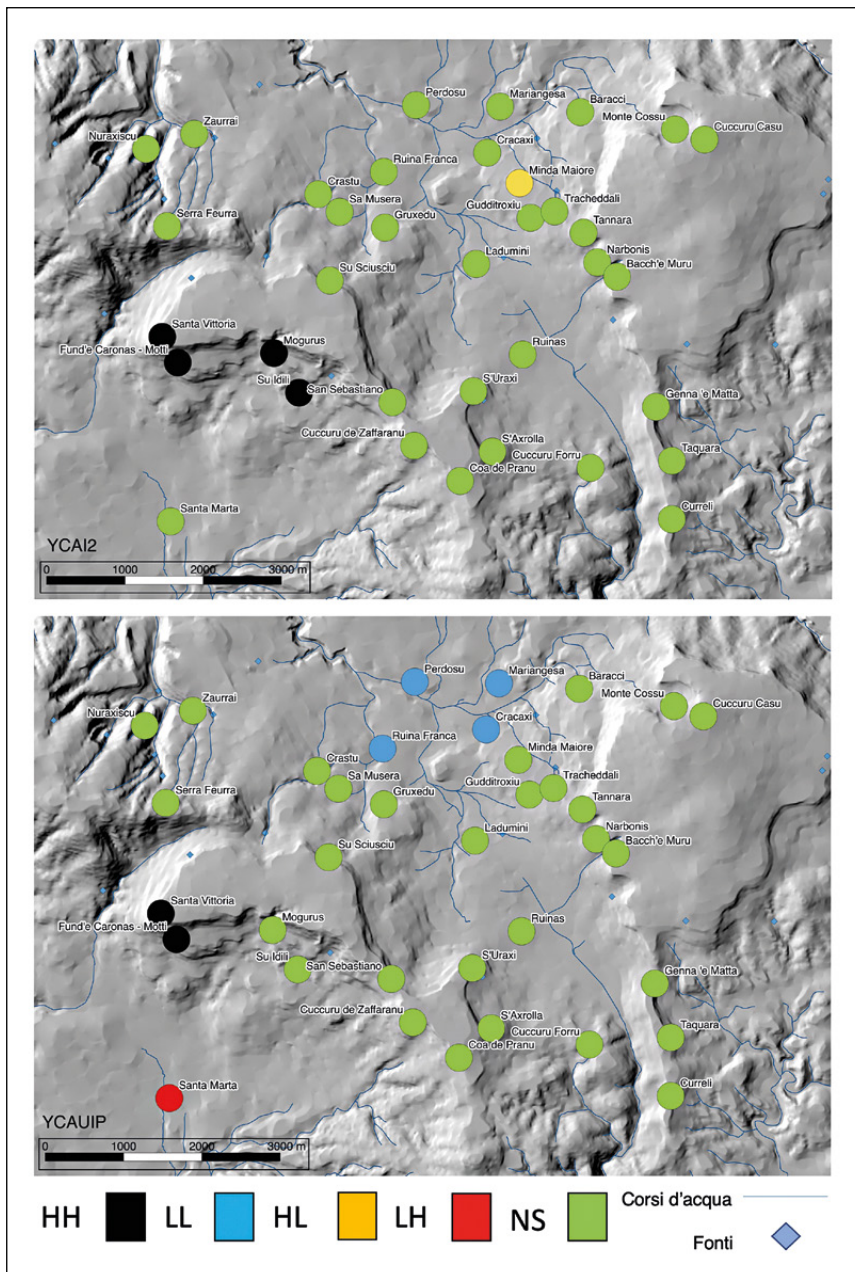 Perdosu
Mariangesa
Baracci
Monte Cossu
Cuccuru Casu
Zaurrai
Nuraxiscu
Cracaxi
Ruina Franca
Minda Maiore
Crastu
Sa Musera
Gudditroxiu
Tracheddali
Serra Feurra
Gruxedu
Tannara
Ladumini
Narbonis
Bacch'e Muru
Su Sciusciu
Santa Vittoria
Mogurus
Fund'e Caronas - Motti
Ruinas
Su Idili
San Sebastiano
S'Uraxi
Genna 'e Matta
Cuccuru de Zaffaranu
S'Axrolla
Cuccuru Forru
Taquara
Coa de Pranu
Santa Marta
Curreli
YCAI2
0 1000 2000 3000 m
Perdosu
Mariangesa
Baracci
Monte Cossu
Cuccuru Casu
Zaurrai
Nuraxiscu
Cracaxi
Ruina Franca
Minda Maiore
Crastu
Sa Musera
Gudditroxiu
Tracheddali
Serra Feurra
Gruxedu
Tannara
Ladumini
Narbonis
Bacch'e Muru
Su Sciusciu
Santa Vittoria
Mogurus
Fund'e Caronas - Motti
Ruinas
Su Idili
San Sebastiano
S'Uraxi
Genna 'e Matta
Cuccuru de Zaffaranu
S'Axrolla
Cuccuru Forru
Taquara
Coa de Pranu
Santa Marta
Curreli
YCAUIP
0 1000 2000 3000 m
HH LL HL LH NS Corsi d'acqua
Fonti